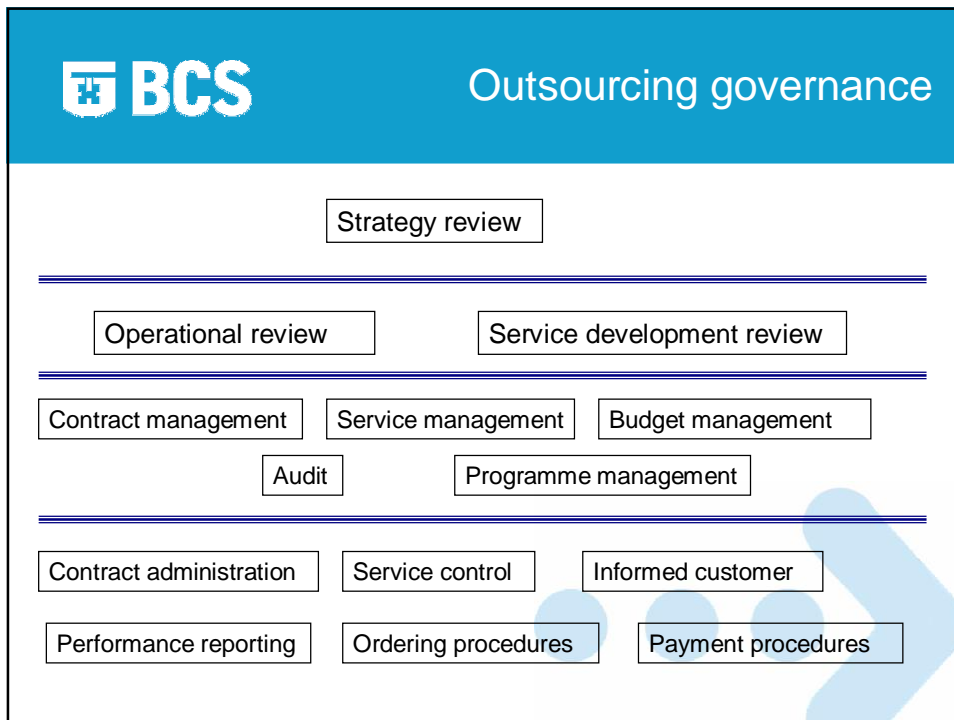 BCS
Outsourcing governance
Strategy review
Operational review
Service development review
Contract management
Service management
Budget management
Audit
Programme management
Contract administration
Service control
Informed customer
Performance reporting
Ordering procedures
Payment procedures